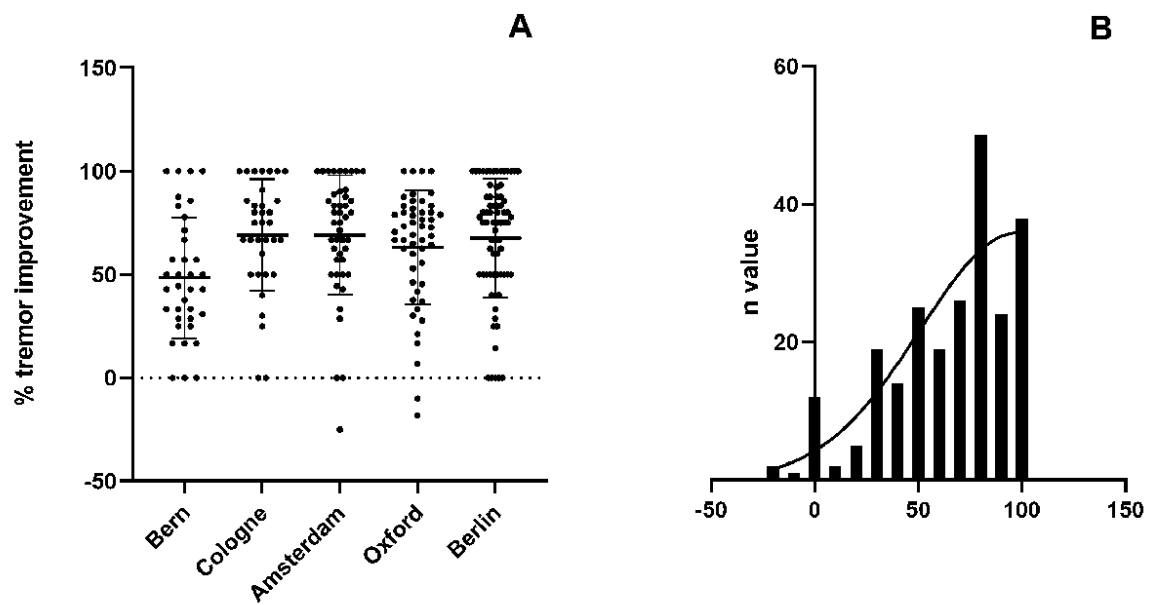 A
% tremor improvement
150
100
50
0
-50
Bern
Cologne
Amsterdam
Oxford
Berlin
B
n value
60
40
20
-50
0
50
100
150